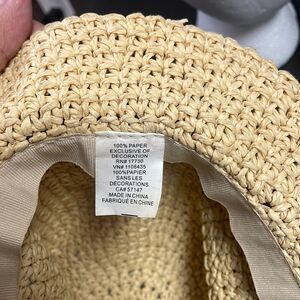 100% PAPER
EXCLUSIVE OF
DECORATION
RN# 17730
VN# 1108435
100%PAPIER
SANS LES
DÉCORATIONS
CA# 57147
MADE IN CHINA
FABRIQUÉ EN CHINE